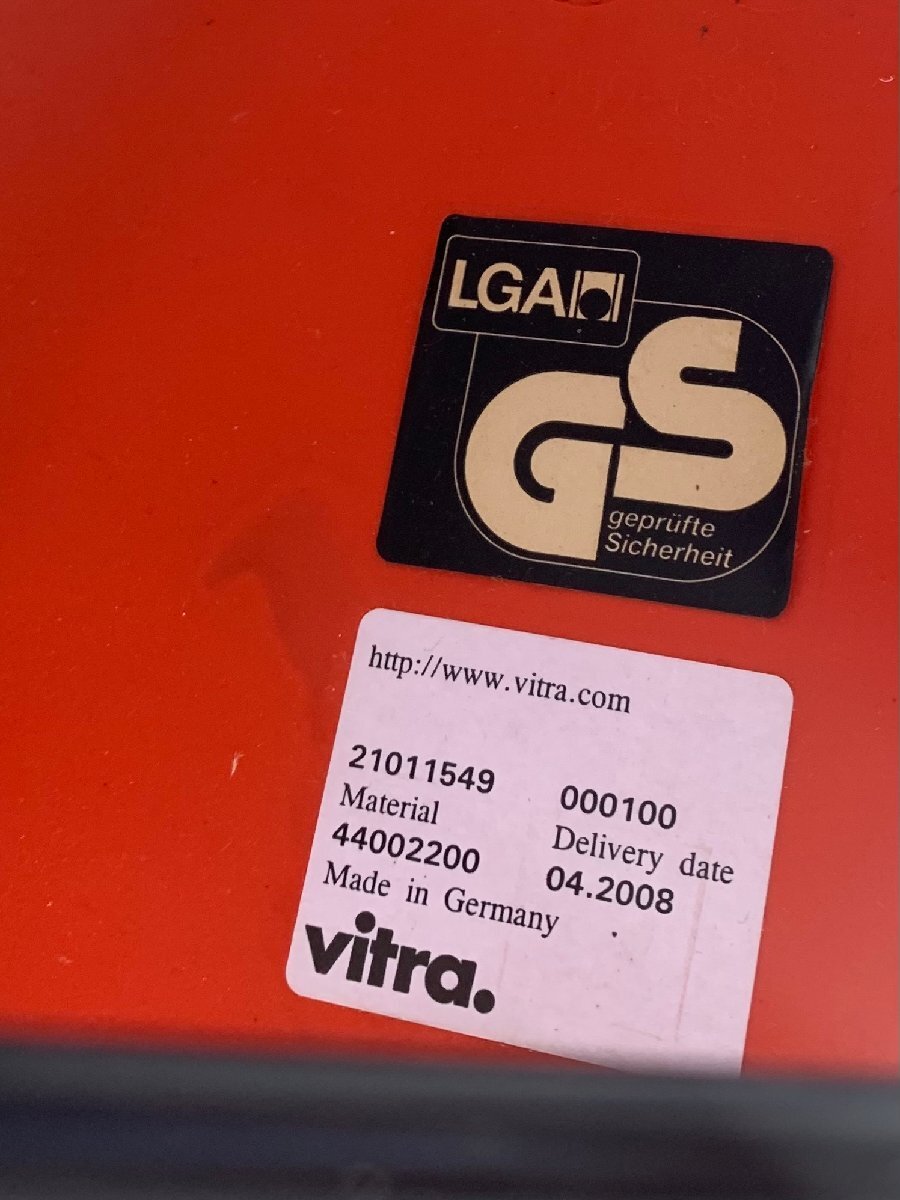 LGA
GS
geprüfte
Sicherheit
http://www.vitra.com
21011549 000100
Material Delivery date
44002200 04.2008
Made in Germany
vitra.